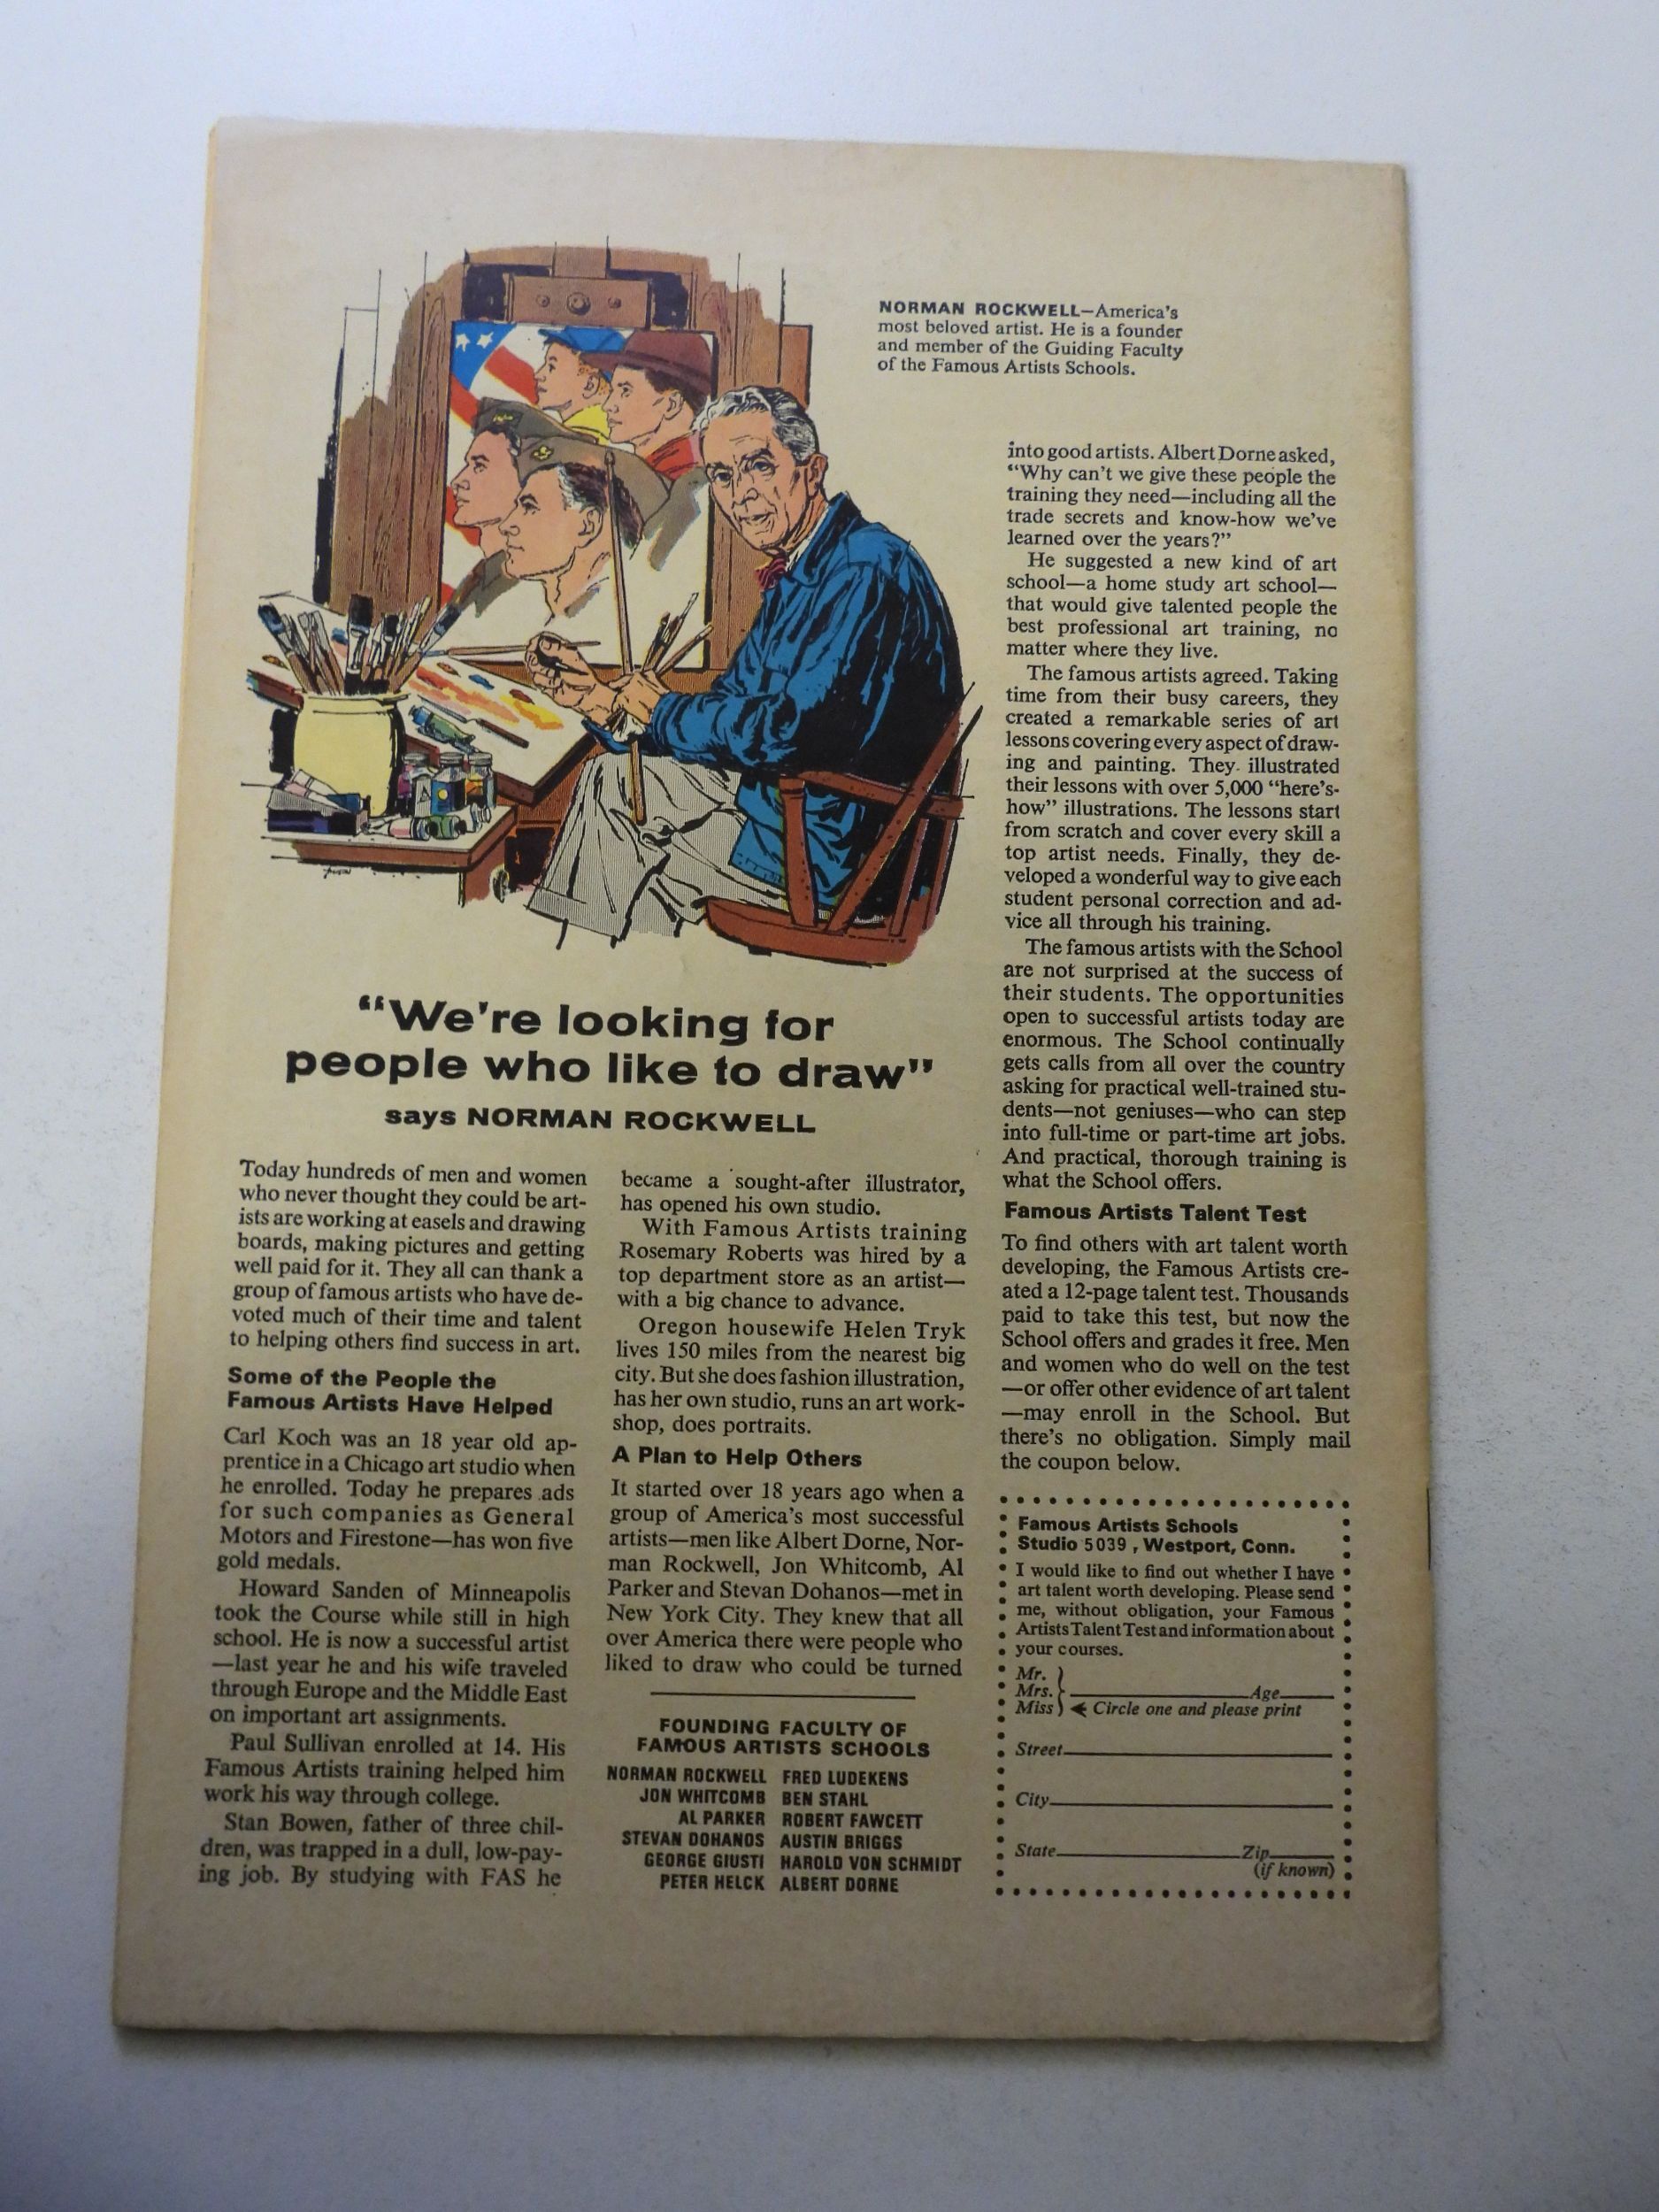 NORMAN ROCKWELL—America's
most beloved artist. He is a founder
and member of the Guiding Faculty
of the Famous Artists Schools.
"We're looking for
people who like to draw"
says NORMAN ROCKWELL
Today hundreds of men and women
who never thought they could be art-
ists are working at easels and drawing
boards, making pictures and getting
well paid for it. They all can thank a
group of famous artists who have de-
voted much of their time and talent
to helping others find success in art.
Some of the People the
Famous Artists Have Helped
Carl Koch was an 18 year old ap-
prentice in a Chicago art studio when
he enrolled. Today he prepares ads
for such companies as General
Motors and Firestone—has won five
gold medals.
Howard Sanden of Minneapolis
took the Course while still in high
school. He is now a successful artist
—last year he and his wife traveled
through Europe and the Middle East
on important art assignments.
Paul Sullivan enrolled at 14. His
Famous Artists training helped him
work his way through college.
Stan Bowen, father of three chil-
dren, was trapped in a dull, low-pay-
ing job. By studying with FAS he
became a sought-after illustrator,
has opened his own studio.
With Famous Artists training
Rosemary Roberts was hired by a
top department store as an artist—
with a big chance to advance.
Oregon housewife Helen Tryk
lives 150 miles from the nearest big
city. But she does fashion illustration,
has her own studio, runs an art work-
shop, does portraits.
A Plan to Help Others
It started over 18 years ago when a
group of America's most successful
artists—men like Albert Dorne, Nor-
man Rockwell, Jon Whitcomb, Al
Parker and Stevan Dohanos—met in
New York City. They knew that all
over America there were people who
liked to draw who could be turned
FOUNDING FACULTY OF
FAMOUS ARTISTS SCHOOLS
NORMAN ROCKWELL FRED LUDEKENS
JON WHITCOMB BEN STAHL
AL PARKER ROBERT FAWCETT
STEVAN DOHANOS AUSTIN BRIGGS
GEORGE GIUSTI HAROLD VON SCHMIDT
PETER HELCK ALBERT DORNE
into good artists. Albert Dorne asked,
"Why can't we give these people the
training they need—including all the
trade secrets and know-how we've
learned over the years?"
He suggested a new kind of art
school—a home study art school—
that would give talented people the
best professional art training, no
matter where they live.
The famous artists agreed. Taking
time from their busy careers, they
created a remarkable series of art
lessons covering every aspect of draw-
ing and painting. They illustrated
their lessons with over 5,000 "here's-
how" illustrations. The lessons start
from scratch and cover every skill a
top artist needs. Finally, they de-
veloped a wonderful way to give each
student personal correction and ad-
vice all through his training.
The famous artists with the School
are not surprised at the success of
their students. The opportunities
open to successful artists today are
enormous. The School continually
gets calls from all over the country
asking for practical well-trained stu-
dents—not geniuses—who can step
into full-time or part-time art jobs.
And practical, thorough training is
what the School offers.
Famous Artists Talent Test
To find others with art talent worth
developing, the Famous Artists cre-
ated a 12-page talent test. Thousands
paid to take this test, but now the
School offers and grades it free. Men
and women who do well on the test
—or offer other evidence of art talent
—may enroll in the School. But
there's no obligation. Simply mail
the coupon below.
Famous Artists Schools
Studio 5039 , Westport, Conn.
I would like to find out whether I have
art talent worth developing. Please send
me, without obligation, your Famous
Artists Talent Test and information about
your courses.
Mr.
Mrs. Age
Miss Circle one and please print
Street
City
State Zip
(if known)